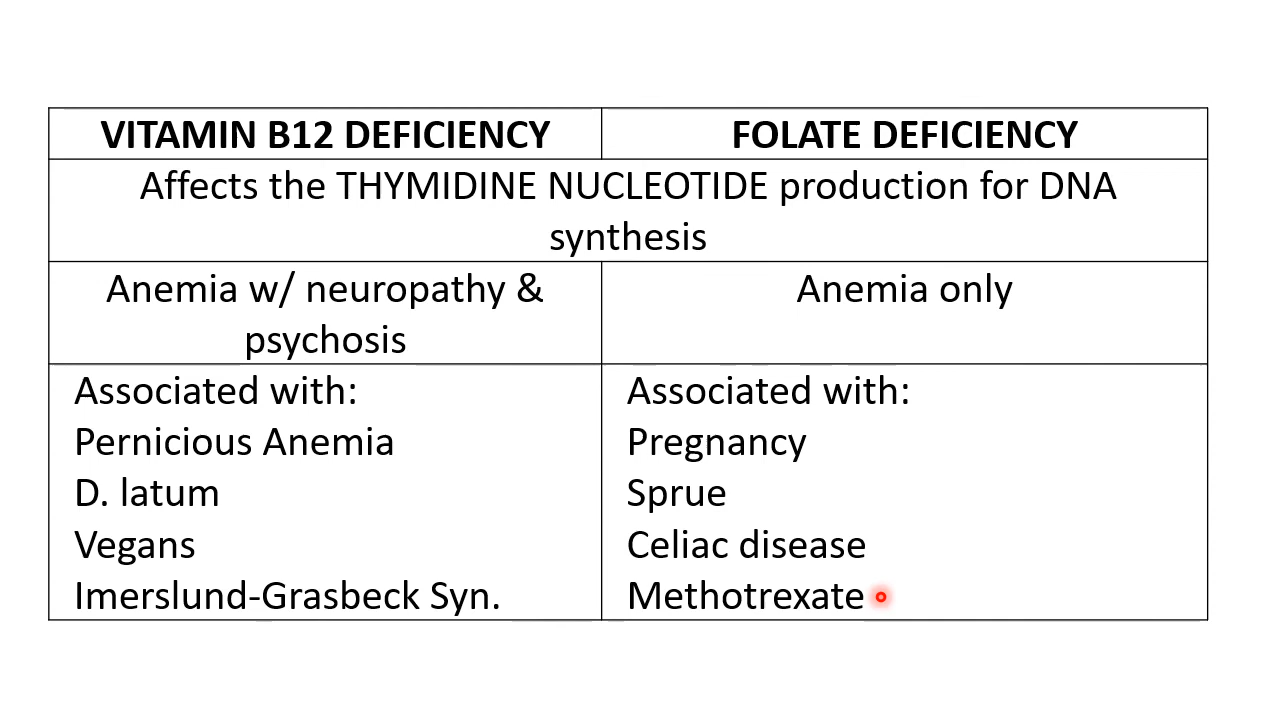 VITAMIN B12 DEFICIENCY
FOLATE DEFICIENCY
Affects the THYMIDINE NUCLEOTIDE production for DNA
synthesis
Anemia w/ neuropathy &
psychosis
Anemia only
Associated with:
Pernicious Anemia
D. latum
Vegans
Imerslund-Grasbeck Syn.
Associated with:
Pregnancy
Sprue
Celiac disease
Methotrexate